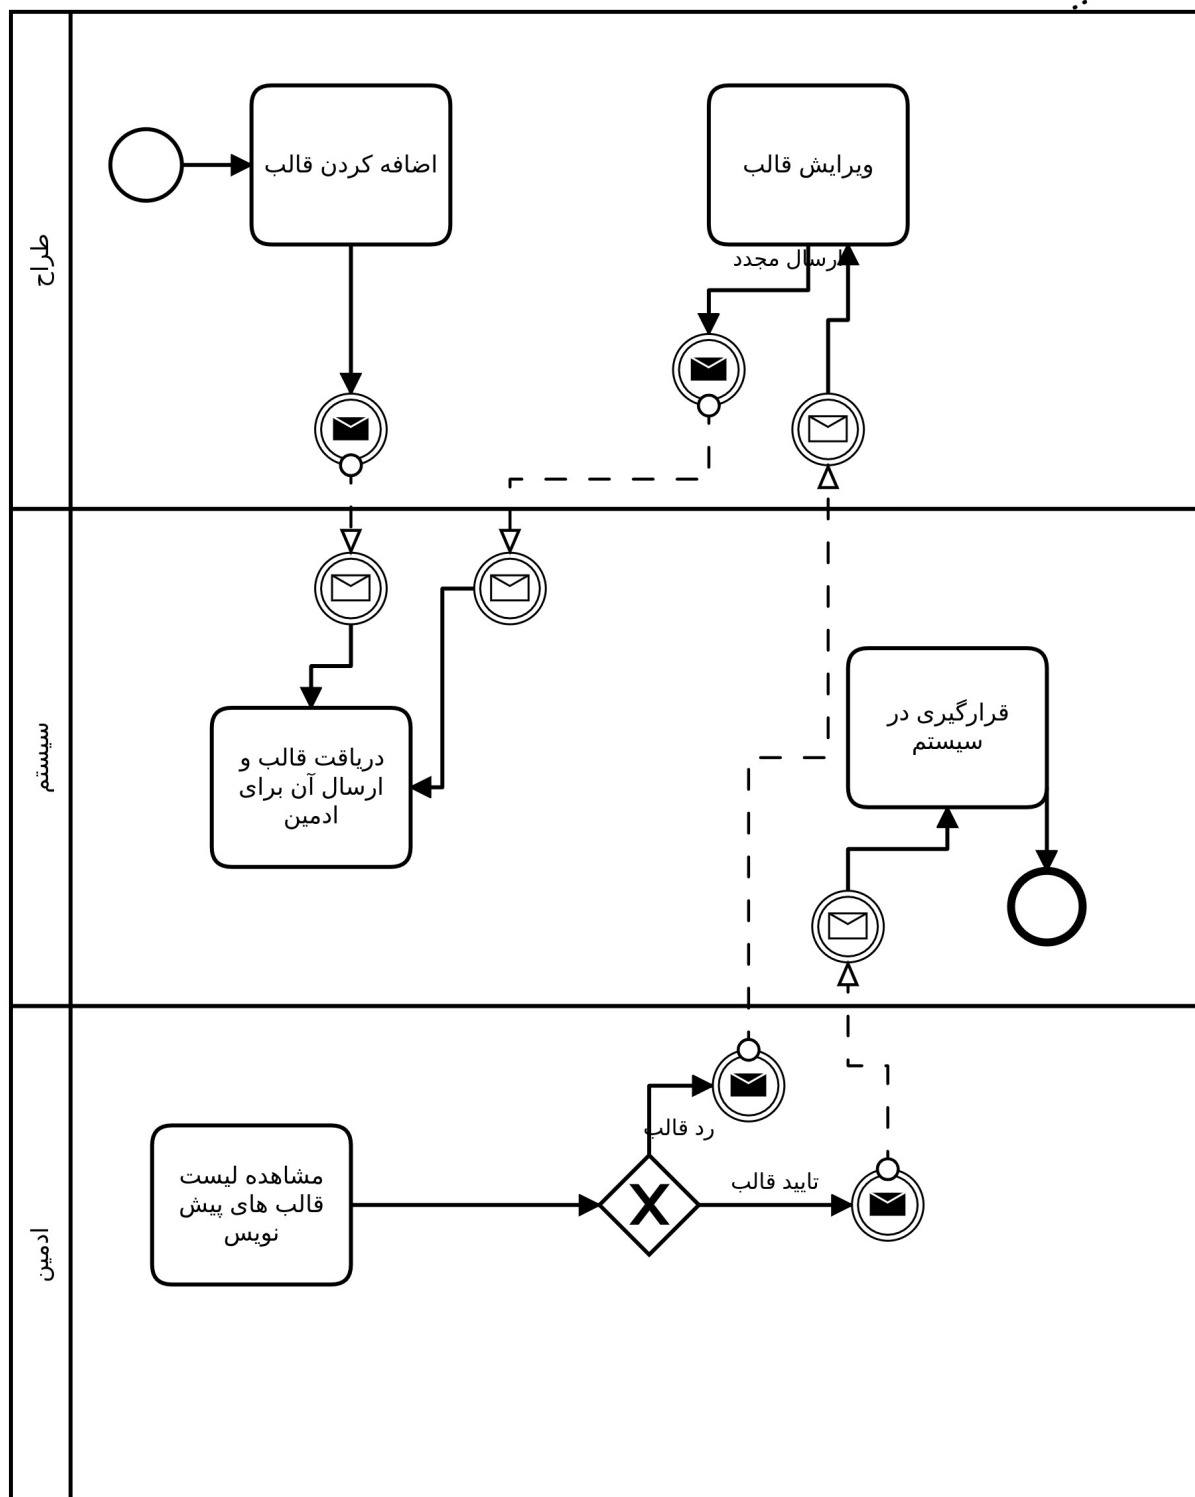 طراح
اضافه کردن قالب
ویرایش قالب
ارسال مجدد
سیستم
دریاقت قالب و
ارسال آن برای
ادمین
قرارگیری در
سیستم
ادمین
مشاهده لیست
قالب های پیش
نویس
رد قالب
تایید قالب